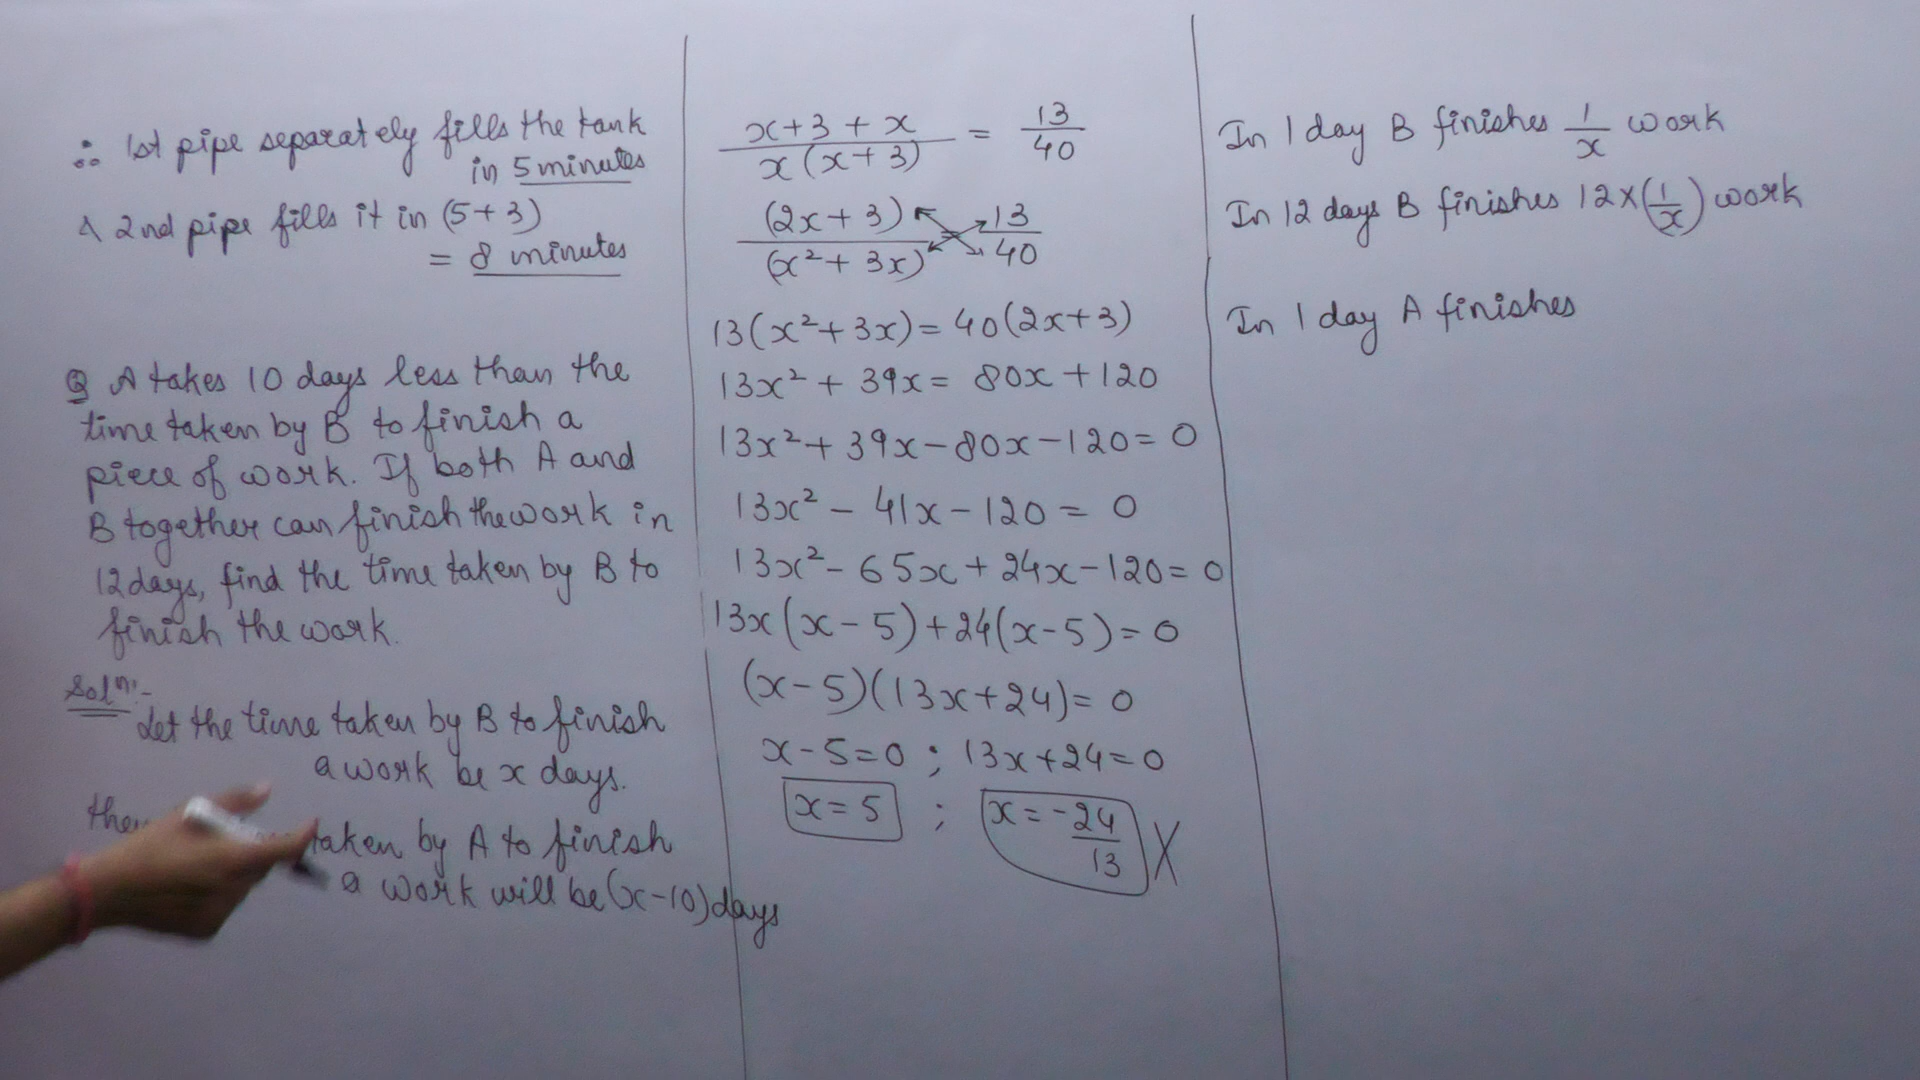 ∴ 1st pipe separately fills the tank
in 5 minutes
& 2nd pipe fills it in (5+3)
= 8 minutes
Q A takes 10 days less than the
time taken by B to finish a
piece of work. If both A and
B together can finish the work in
12 days, find the time taken by B to
finish the work.
Solⁿ:-
Let the time taken by B to finish
a work be x days.
taken by A to finish
a work will be (x-10) days
(x+3+x)/(x(x+3)) = 13/40
(2x+3)/(x²+3x) = 13/40
13(x²+3x) = 40(2x+3)
13x² + 39x = 80x + 120
13x² + 39x - 80x - 120 = 0
13x² - 41x - 120 = 0
13x² - 65x + 24x - 120 = 0
13x(x-5) + 24(x-5) = 0
(x-5)(13x+24) = 0
x-5=0 ; 13x+24=0
x=5 ; x = -24/13 X
In 1 day B finishes 1/x work
In 12 days B finishes 12×(1/x) work
In 1 day A finishes